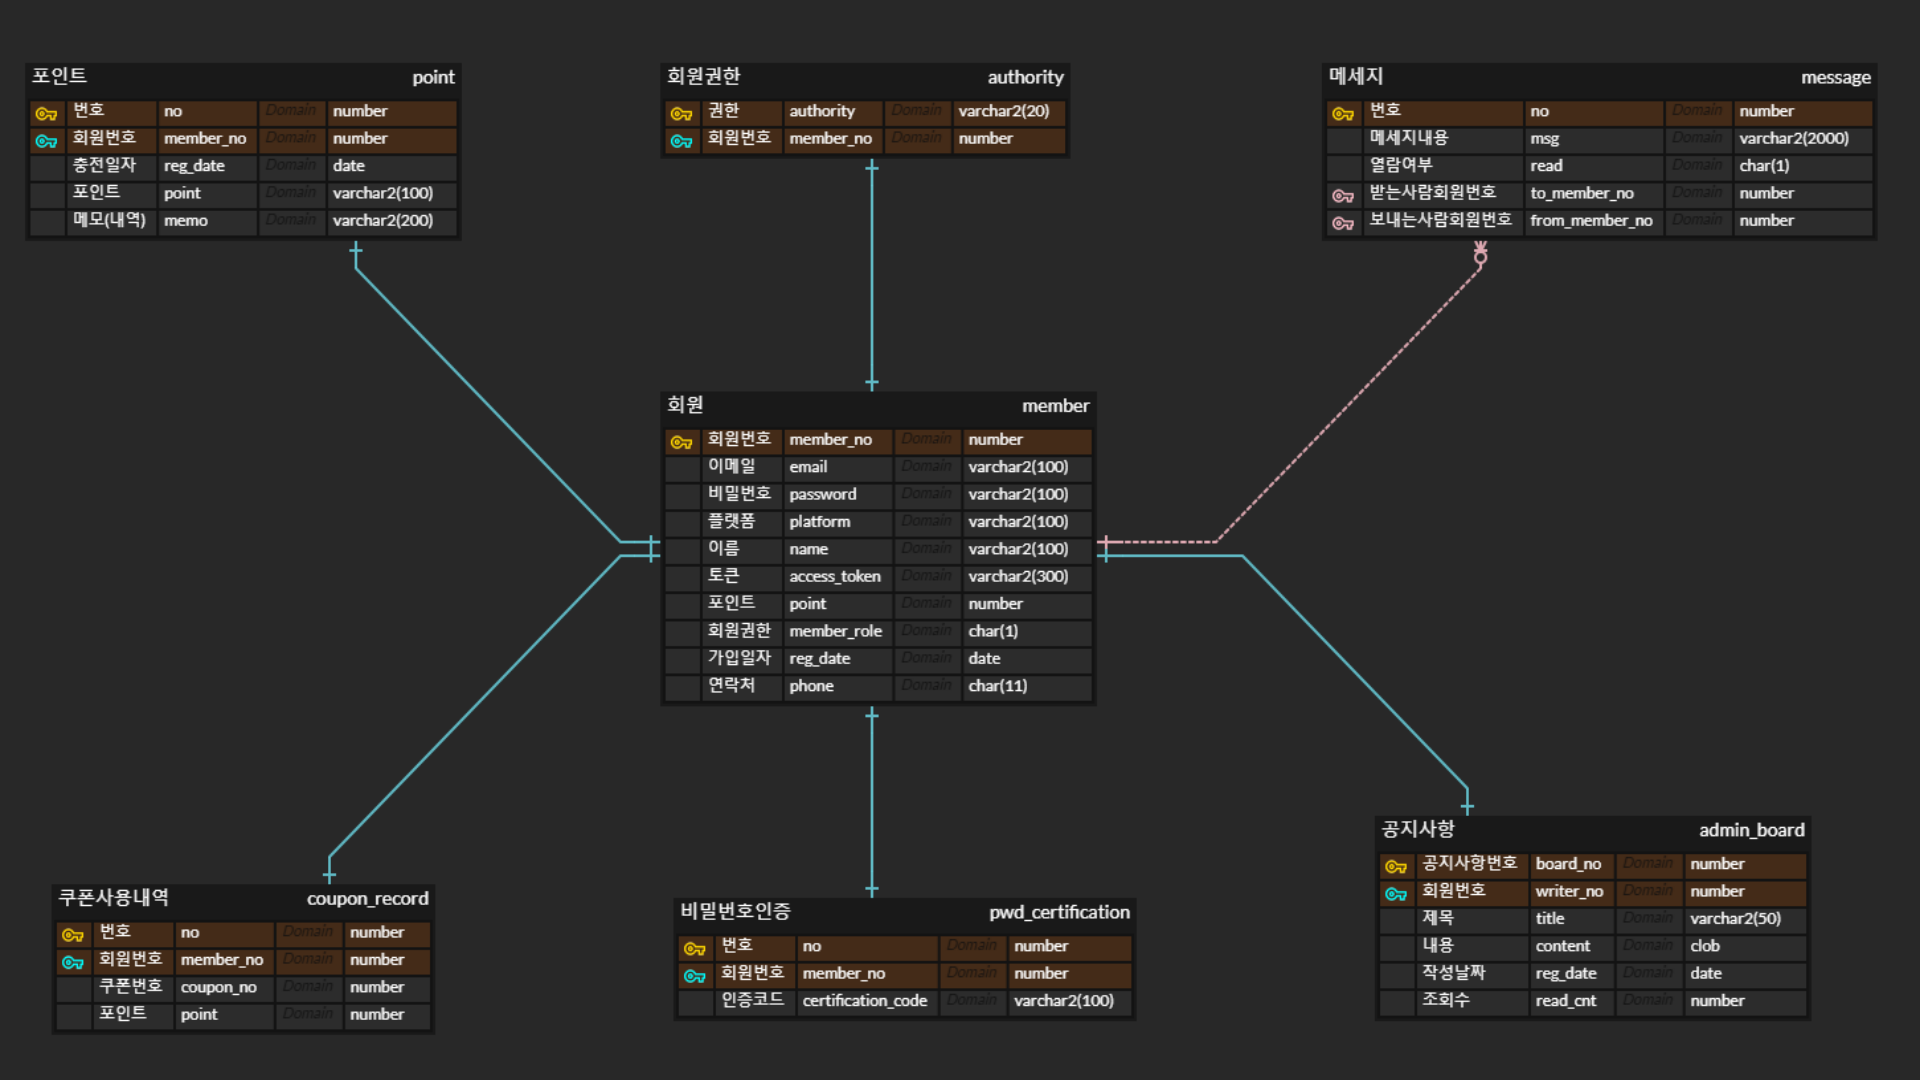 포인트 point
번호 no Domain number
회원번호 member_no Domain number
충전일자 reg_date Domain date
포인트 point Domain varchar2(100)
메모(내역) memo Domain varchar2(200)
회원권한 authority
권한 authority Domain varchar2(20)
회원번호 member_no Domain number
메세지 message
번호 no Domain number
메세지내용 msg Domain varchar2(2000)
열람여부 read Domain char(1)
받는사람회원번호 to_member_no Domain number
보내는사람회원번호 from_member_no Domain number
회원 member
회원번호 member_no Domain number
이메일 email Domain varchar2(100)
비밀번호 password Domain varchar2(100)
플랫폼 platform Domain varchar2(100)
이름 name Domain varchar2(100)
토큰 access_token Domain varchar2(300)
포인트 point Domain number
회원권한 member_role Domain char(1)
가입일자 reg_date Domain date
연락처 phone Domain char(11)
쿠폰사용내역 coupon_record
번호 no Domain number
회원번호 member_no Domain number
쿠폰번호 coupon_no Domain number
포인트 point Domain number
비밀번호인증 pwd_certification
번호 no Domain number
회원번호 member_no Domain number
인증코드 certification_code Domain varchar2(100)
공지사항 admin_board
공지사항번호 board_no Domain number
회원번호 writer_no Domain number
제목 title Domain varchar2(50)
내용 content Domain clob
작성날짜 reg_date Domain date
조회수 read_cnt Domain number